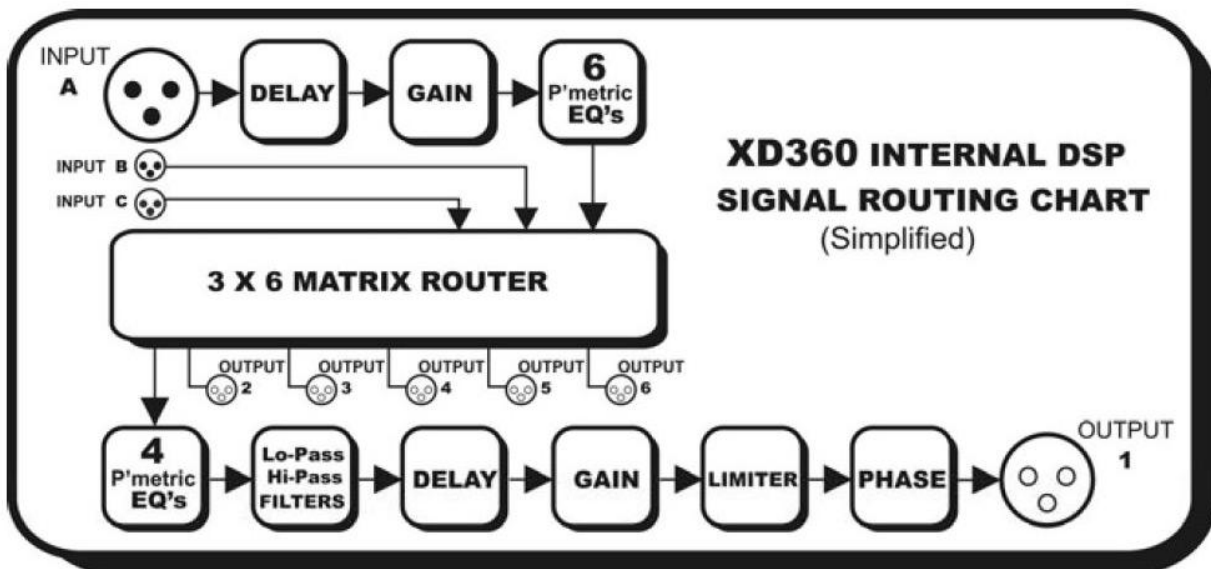 INPUT
A
DELAY
GAIN
6
P'metric
EQ's
INPUT B
INPUT C
XD360 INTERNAL DSP
SIGNAL ROUTING CHART
(Simplified)
3 X 6 MATRIX ROUTER
OUTPUT
2
OUTPUT
3
OUTPUT
4
OUTPUT
5
OUTPUT
6
4
P'metric
EQ's
Lo-Pass
Hi-Pass
FILTERS
DELAY
GAIN
LIMITER
PHASE
OUTPUT
1